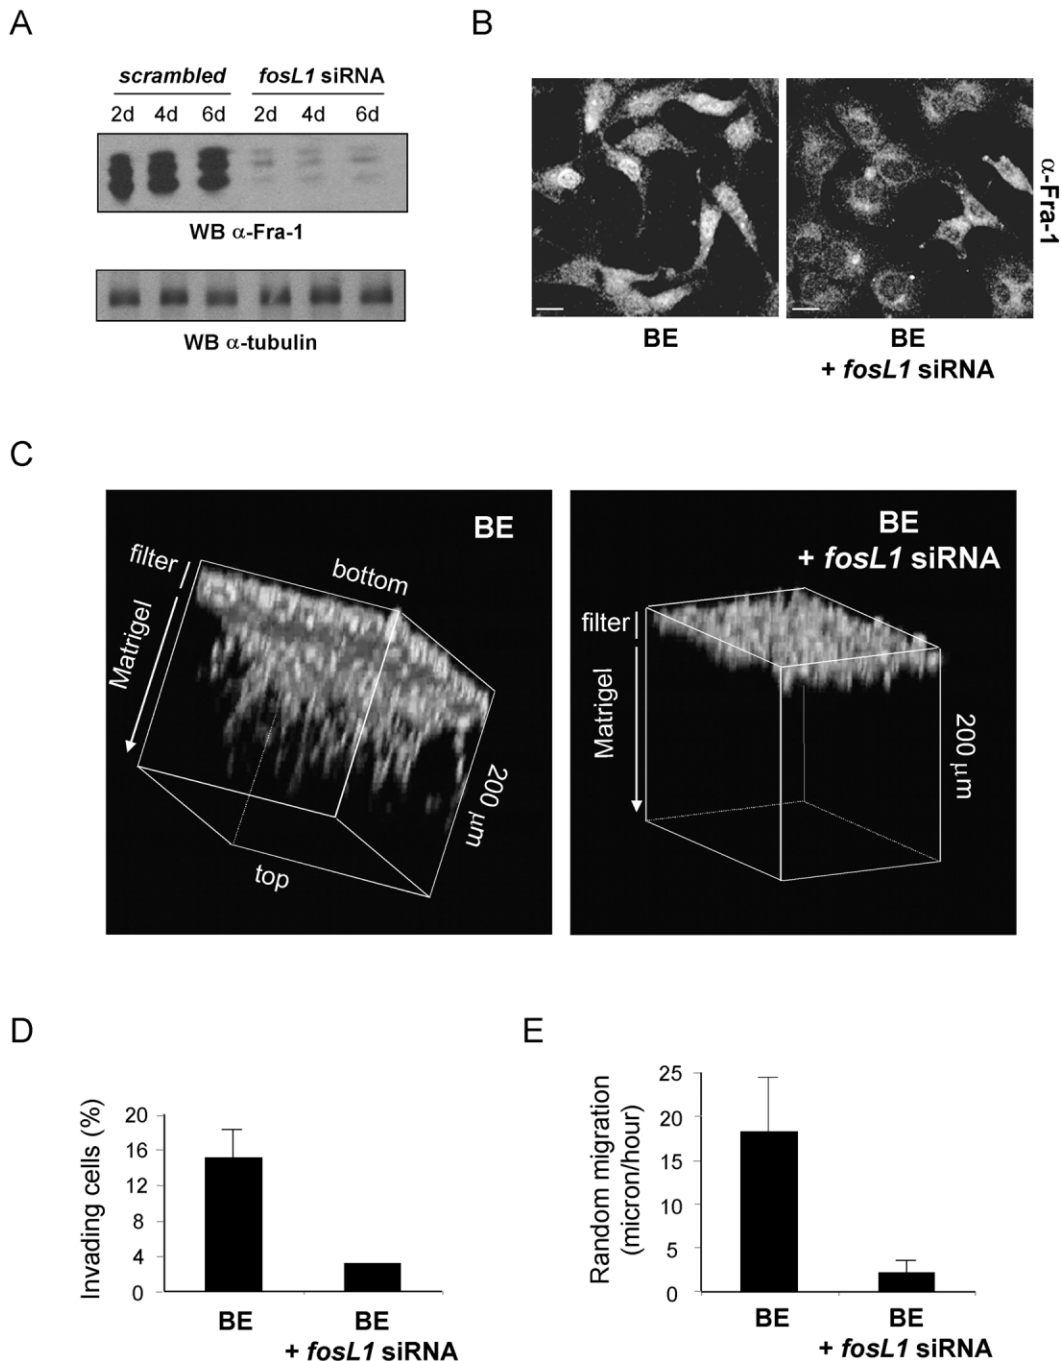 A
scrambled fosL1 siRNA
2d 4d 6d 2d 4d 6d
WB α-Fra-1
WB α-tubulin
B
α-Fra-1
BE
BE
+ fosL1 siRNA
C
BE
filter
bottom
Matrigel
200 μm
top
BE
+ fosL1 siRNA
filter
Matrigel
200 μm
D
Invading cells (%)
20
16
12
8
4
0
BE
BE
+ fosL1 siRNA
E
Random migration
(micron/hour)
25
20
15
10
5
0
BE
BE
+ fosL1 siRNA